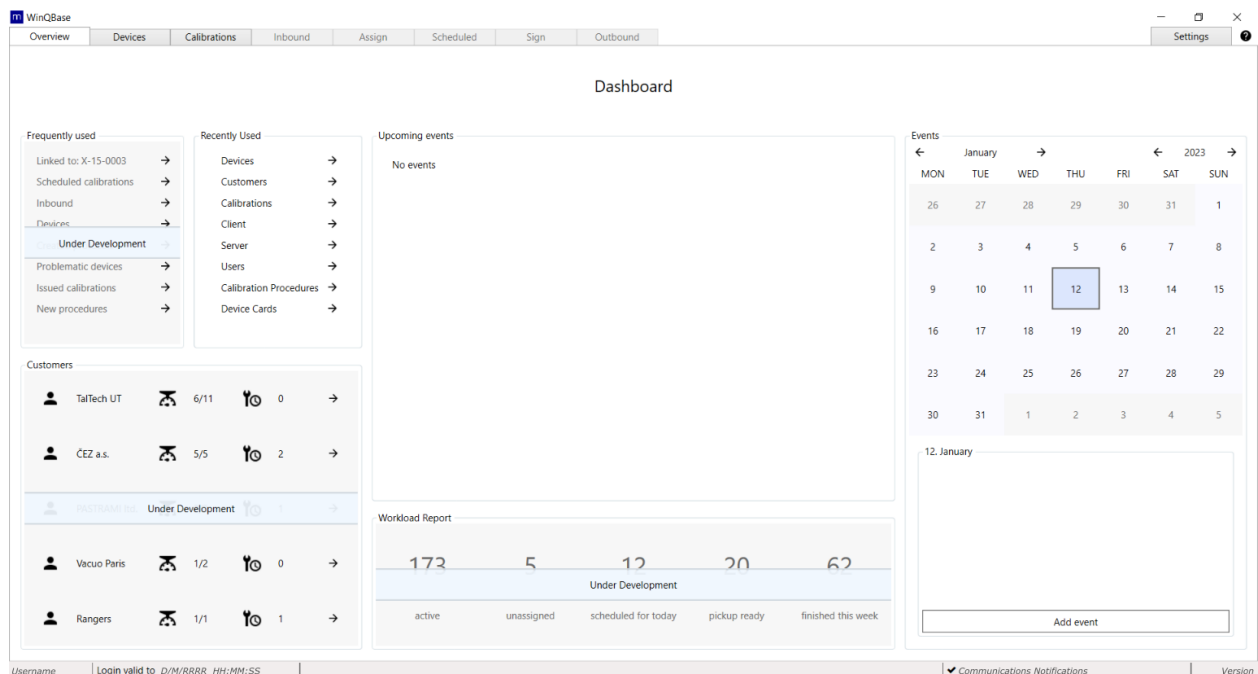 m WinQBase
Overview Devices Calibrations Inbound Assign Scheduled Sign Outbound Settings ?
Dashboard
Frequently used
Linked to: X-15-0003
Scheduled calibrations
Inbound
Devices
Under Development
Problematic devices
Issued calibrations
New procedures
Recently Used
Devices
Customers
Calibrations
Client
Server
Users
Calibration Procedures
Device Cards
Customers
TalTech UT 6/11 0
ČEZ a.s. 5/5 2
Under Development
Vacuo Paris 1/2 0
Rangers 1/1 1
Upcoming events
No events
Workload Report
173 5 12 20 62
Under Development
active unassigned scheduled for today pickup ready finished this week
Events
January 2023
MON TUE WED THU FRI SAT SUN
26 27 28 29 30 31 1
2 3 4 5 6 7 8
9 10 11 12 13 14 15
16 17 18 19 20 21 22
23 24 25 26 27 28 29
30 31 1 2 3 4 5
12. January
Add event
Username Login valid to D/M/RRRR HH:MM:SS Communications Notifications Version